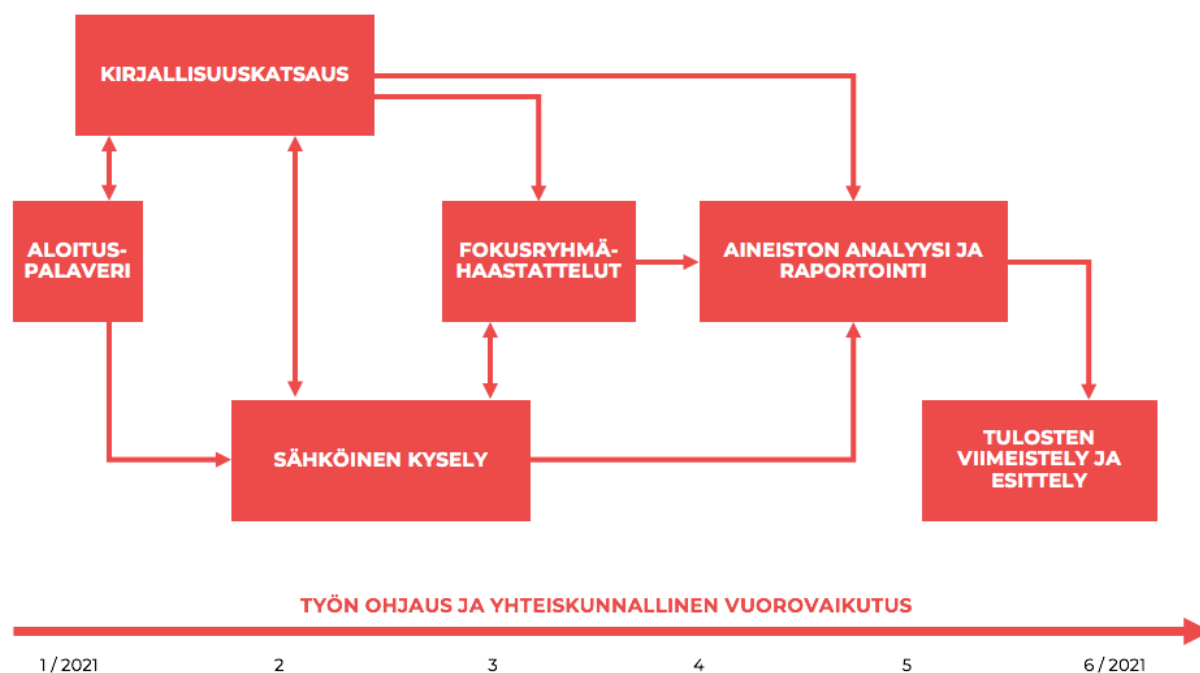 KIRJALLISUUSKATSAUS
ALOITUS-
PALAVERI
FOKUSRYHMÄ-
HAASTATTELUT
AINEISTON ANALYYSI JA
RAPORTOINTI
SÄHKÖINEN KYSELY
TULOSTEN
VIIMEISTELY JA
ESITTELY
TYÖN OHJAUS JA YHTEISKUNNALLINEN VUOROVAIKUTUS
1 / 2021 2 3 4 5 6 / 2021